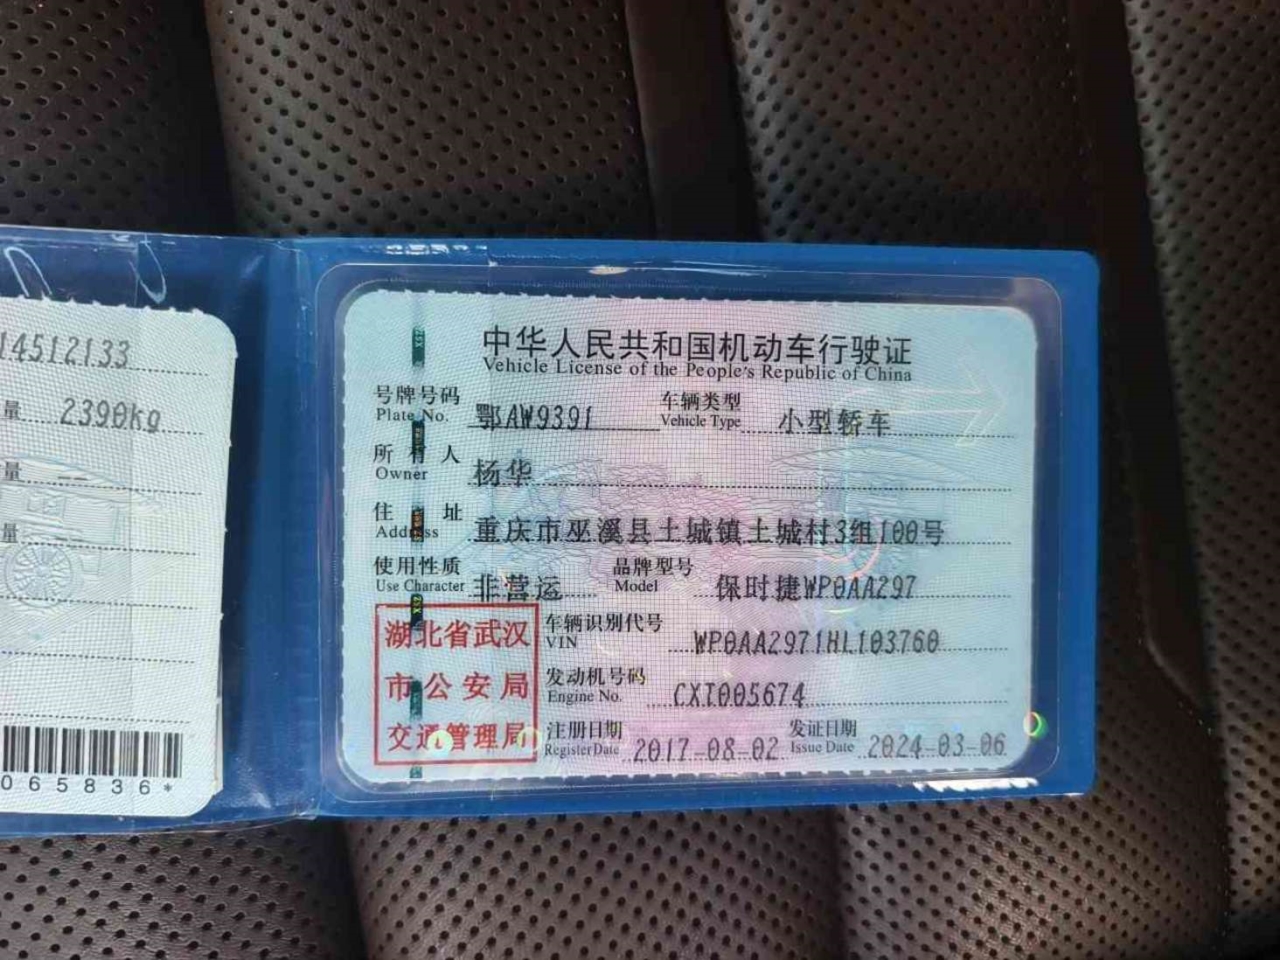 14512133
量 2390kg
量 --
量
065836*
中华人民共和国机动车行驶证
Vehicle License of the People's Republic of China
号牌号码 鄂AW9391 车辆类型 小型轿车
Plate No. Vehicle Type
所有人 杨华
Owner
住址 重庆市巫溪县土城镇土城村3组100号
Address
使用性质 非营运 品牌型号 保时捷WP0AA297
Use Character Model
湖北省武汉
市公安局
交通管理局
车辆识别代号 WP0AA2971HL103760
VIN
发动机号码 CXT005674
Engine No.
注册日期 2017-08-02 发证日期 2024-03-06
Register Date Issue Date